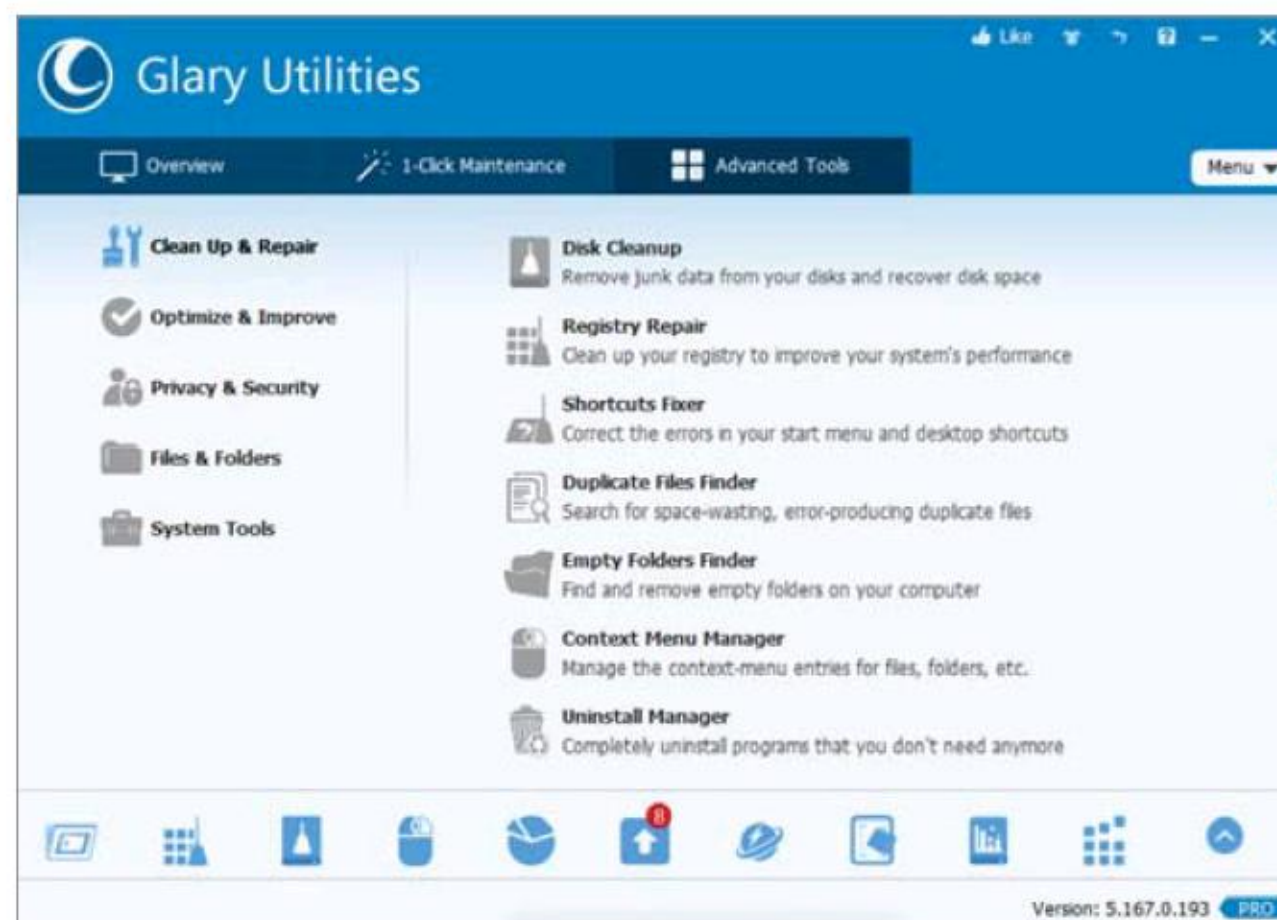 Like
Glary Utilities
Overview
1-Click Maintenance
Advanced Tools
Menu
Clean Up & Repair
Optimize & Improve
Privacy & Security
Files & Folders
System Tools
Disk Cleanup
Remove junk data from your disks and recover disk space
Registry Repair
Clean up your registry to improve your system's performance
Shortcuts Fixer
Correct the errors in your start menu and desktop shortcuts
Duplicate Files Finder
Search for space-wasting, error-producing duplicate files
Empty Folders Finder
Find and remove empty folders on your computer
Context Menu Manager
Manage the context-menu entries for files, folders, etc.
Uninstall Manager
Completely uninstall programs that you don't need anymore
8
Version: 5.167.0.193 PRO